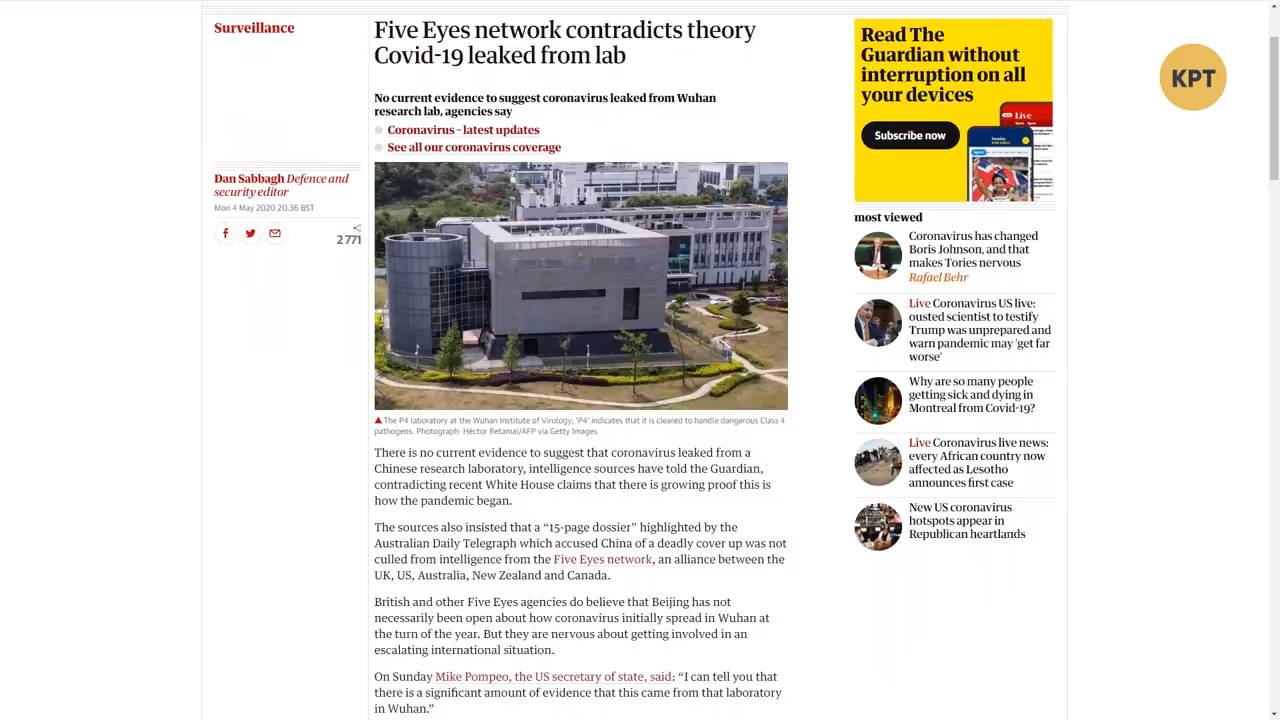 Surveillance
Five Eyes network contradicts theory
Covid-19 leaked from lab
No current evidence to suggest coronavirus leaked from Wuhan
research lab, agencies say
Coronavirus – latest updates
See all our coronavirus coverage
Dan Sabbagh Defence and
security editor
Mon 4 May 2020 20.36 BST
2771
The P4 laboratory at the Wuhan Institute of Virology; 'P4' indicates that it is cleared to handle dangerous Class 4
pathogens. Photograph: Héctor Retamal/AFP via Getty Images
There is no current evidence to suggest that coronavirus leaked from a
Chinese research laboratory, intelligence sources have told the Guardian,
contradicting recent White House claims that there is growing proof this is
how the pandemic began.
The sources also insisted that a “15-page dossier” highlighted by the
Australian Daily Telegraph which accused China of a deadly cover up was not
culled from intelligence from the Five Eyes network, an alliance between the
UK, US, Australia, New Zealand and Canada.
British and other Five Eyes agencies do believe that Beijing has not
necessarily been open about how coronavirus initially spread in Wuhan at
the turn of the year. But they are nervous about getting involved in an
escalating international situation.
On Sunday Mike Pompeo, the US secretary of state, said: “I can tell you that
there is a significant amount of evidence that this came from that laboratory
in Wuhan.”
Read The
Guardian without
interruption on all
your devices
Subscribe now
Live
most viewed
Coronavirus has changed
Boris Johnson, and that
makes Tories nervous
Rafael Behr
Live Coronavirus US live:
ousted scientist to testify
Trump was unprepared and
warn pandemic may 'get far
worse'
Why are so many people
getting sick and dying in
Montreal from Covid-19?
Live Coronavirus live news:
every African country now
affected as Lesotho
announces first case
New US coronavirus
hotspots appear in
Republican heartlands
KPT